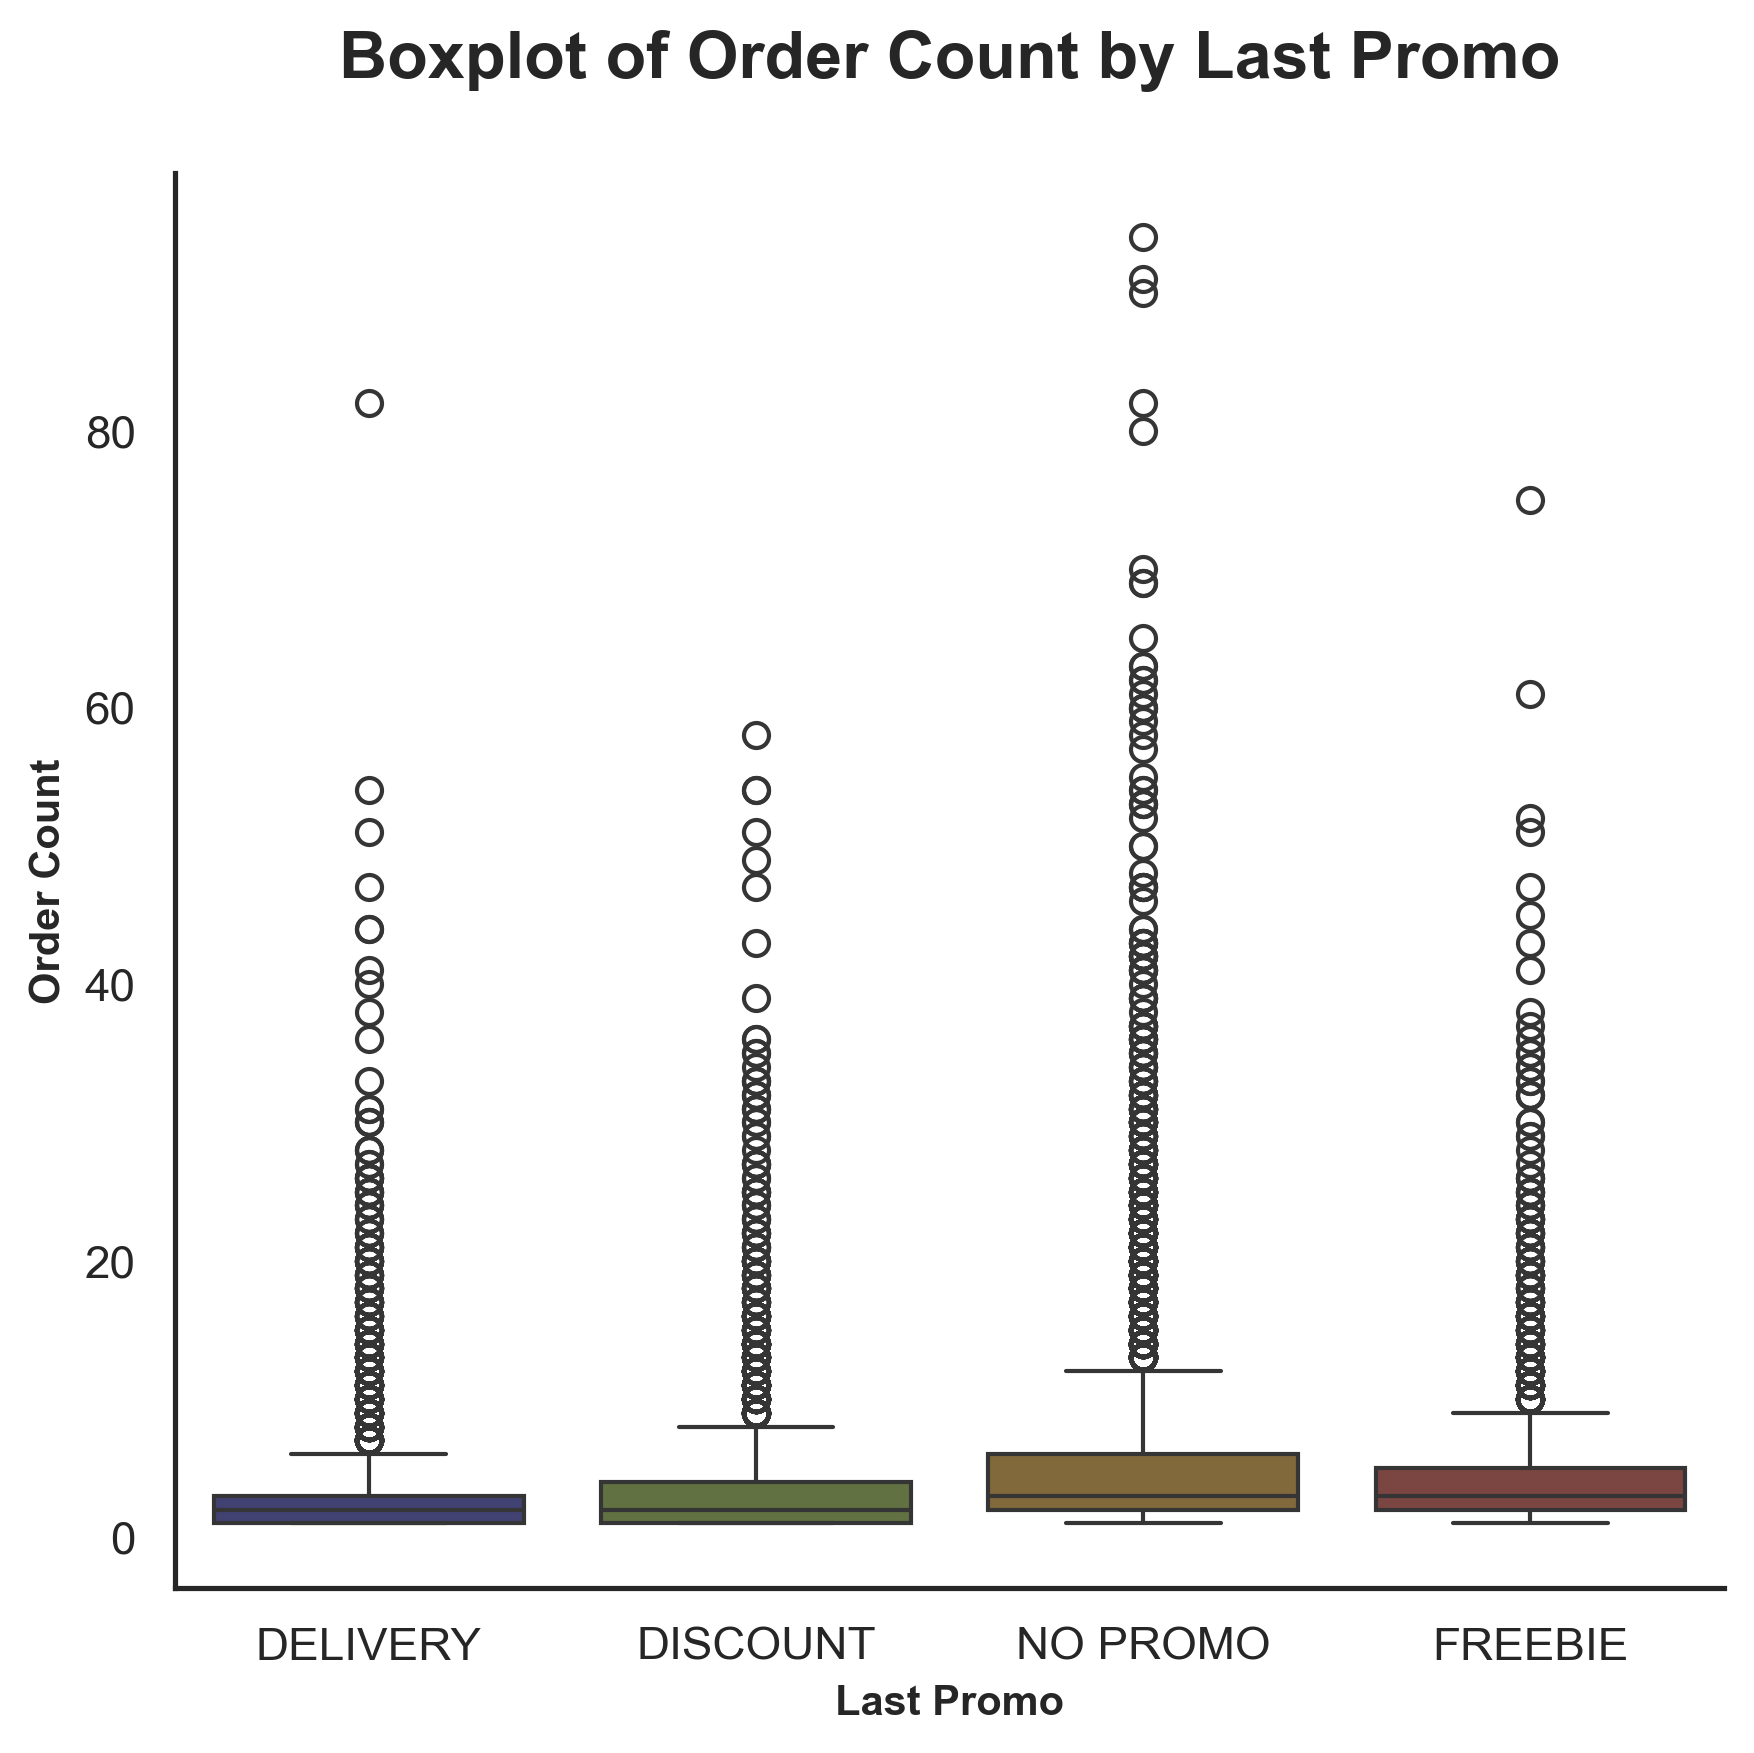 Boxplot of Order Count by Last Promo
Order Count
80
60
40
20
0
DELIVERY DISCOUNT NO PROMO FREEBIE
Last Promo